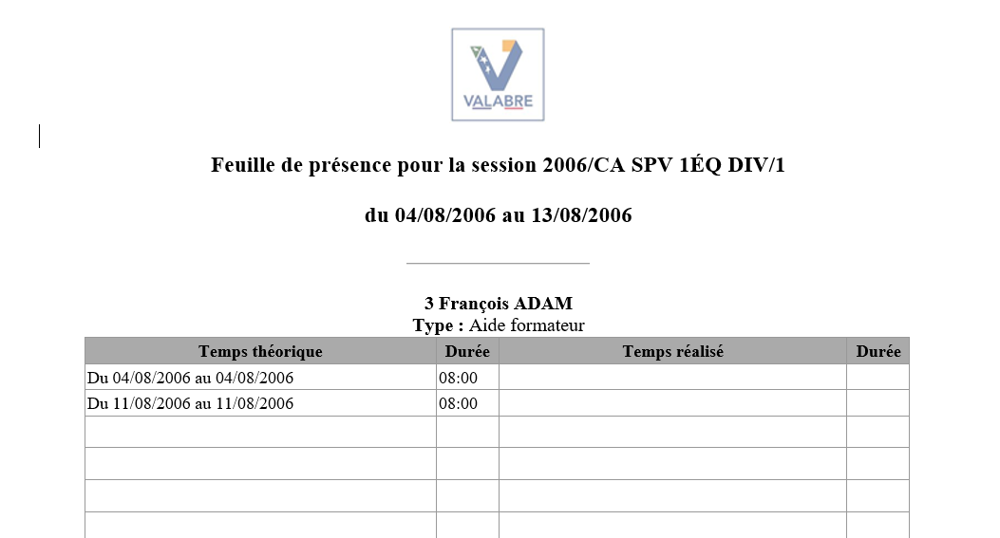 VALABRE
Feuille de présence pour la session 2006/CA SPV 1ÉQ DIV/1
du 04/08/2006 au 13/08/2006
3 François ADAM
Type : Aide formateur
Temps théorique Durée Temps réalisé Durée
Du 04/08/2006 au 04/08/2006 08:00
Du 11/08/2006 au 11/08/2006 08:00